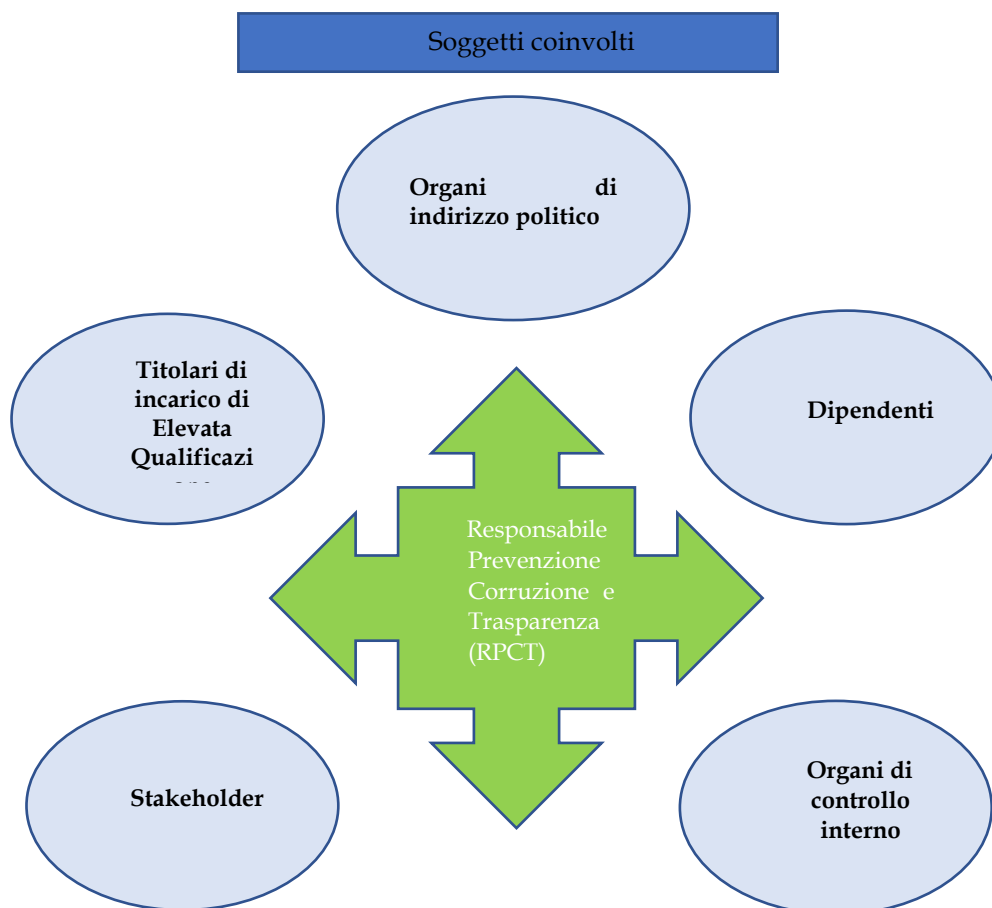 Soggetti coinvolti
Organi di
indirizzo politico
Titolari di
incarico di
Elevata
Qualificazi
Dipendenti
Responsabile
Prevenzione
Corruzione e
Trasparenza
(RPCT)
Stakeholder
Organi di
controllo
interno